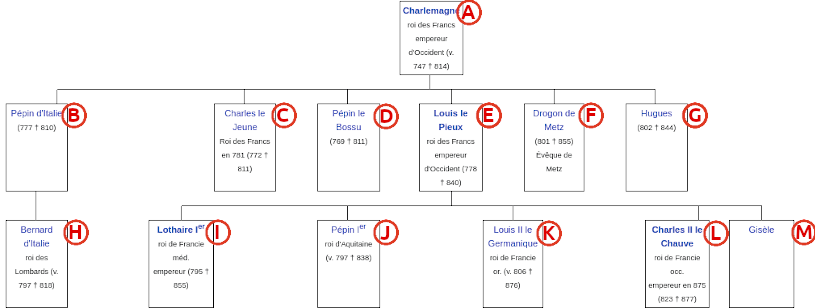 Charlemagne A
roi des Francs
empereur
d'Occident (v.
747 † 814)
Pépin d'Italie B
(777 † 810)
Charles le C
Jeune
Roi des Francs
en 781 (772 †
811)
Pépin le D
Bossu
(769 † 811)
Louis le E
Pieux
roi des Francs
empereur
d'Occident (778
† 840)
Drogon de F
Metz
(801 † 855)
Évêque de
Metz
Hugues G
(802 † 844)
Bernard H
d'Italie
roi des
Lombards (v.
797 † 818)
Lothaire Ier I
roi de Francie
méd.
empereur (795 †
855)
Pépin Ier J
roi d'Aquitaine
(v. 797 † 838)
Louis II le K
Germanique
roi de Francie
or. (v. 806 †
876)
Charles II le L
Chauve
roi de Francie
occ.
empereur en 875
(823 † 877)
Gisèle M